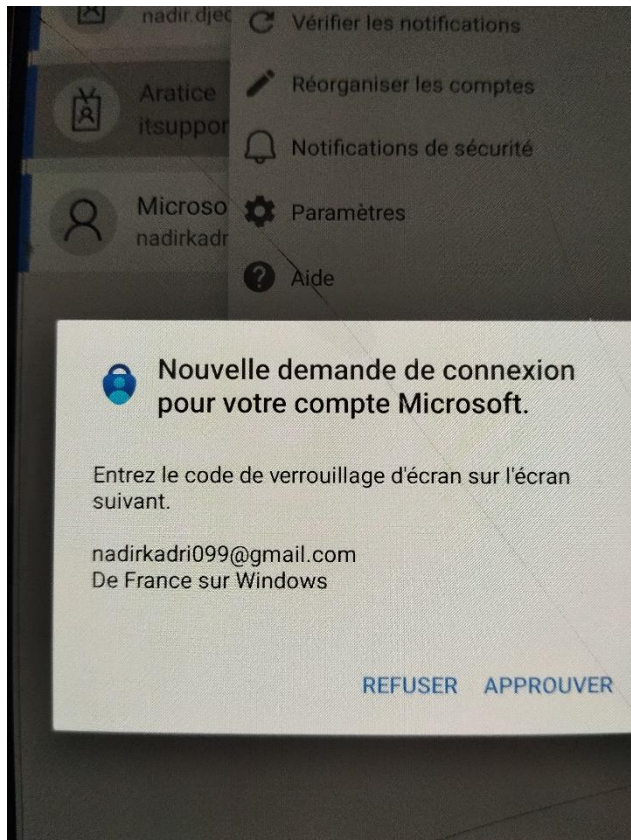 nadir.djec
Vérifier les notifications
Aratice
itsuppor
Réorganiser les comptes
Notifications de sécurité
Microso
nadirkadr
Paramètres
Aide
Nouvelle demande de connexion
pour votre compte Microsoft.
Entrez le code de verrouillage d'écran sur l'écran
suivant.
nadirkadri099@gmail.com
De France sur Windows
REFUSER APPROUVER